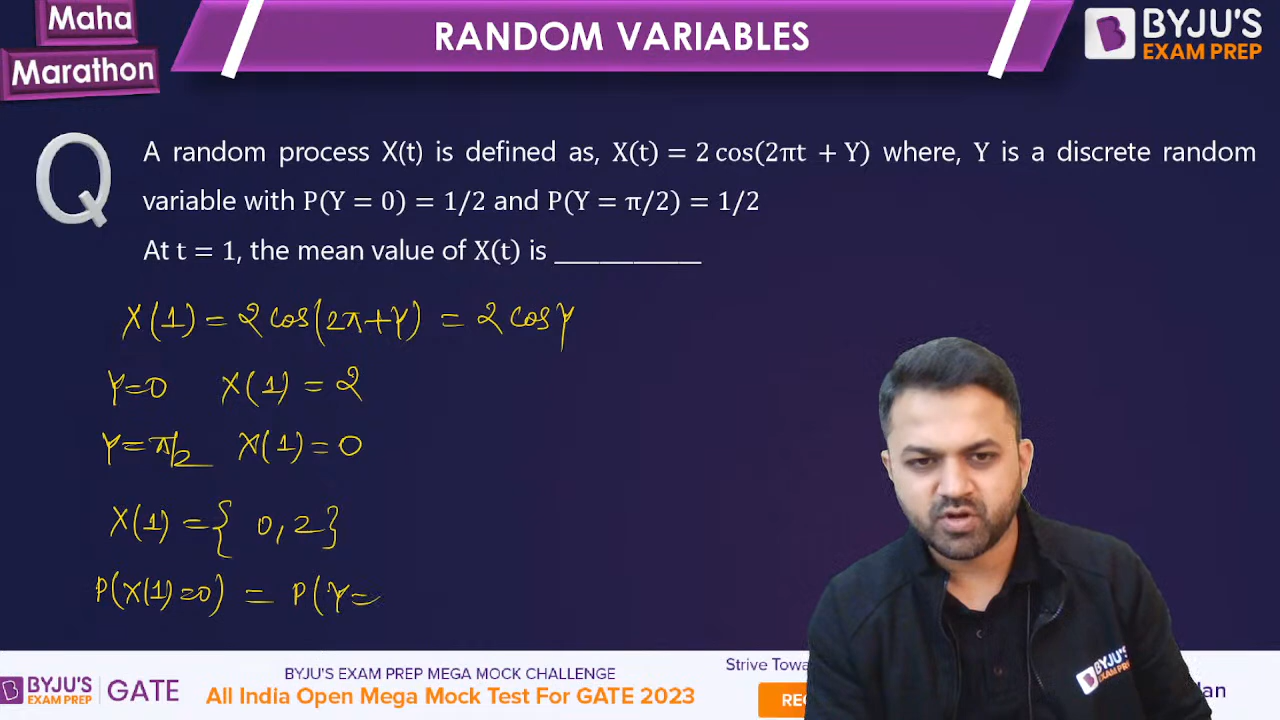 Maha
Marathon
RANDOM VARIABLES
BYJU'S
EXAM PREP
Q
A random process X(t) is defined as, X(t) = 2 cos(2πt + Y) where, Y is a discrete random
variable with P(Y = 0) = 1/2 and P(Y = π/2) = 1/2
At t = 1, the mean value of X(t) is ____________
X(1) = 2 cos(2π+Y) = 2 cosY
Y=0 X(1) = 2
Y=π/2 X(1) = 0
X(1) = { 0, 2 }
P(X(1)=0) = P(Y=
BYJU'S
EXAM PREP
BYJU'S
EXAM PREP
GATE
BYJU'S EXAM PREP MEGA MOCK CHALLENGE
All India Open Mega Mock Test For GATE 2023
Strive